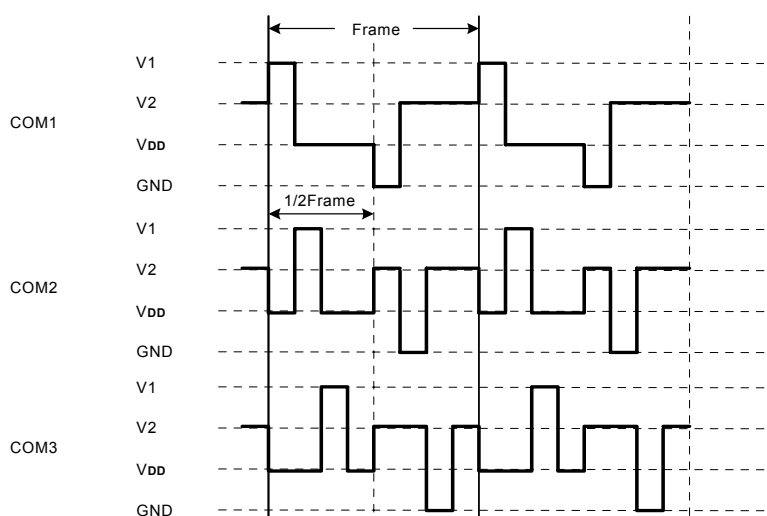 Frame
V1
V2
COM1
VDD
GND
1/2Frame
V1
V2
COM2
VDD
GND
V1
V2
COM3
VDD
GND